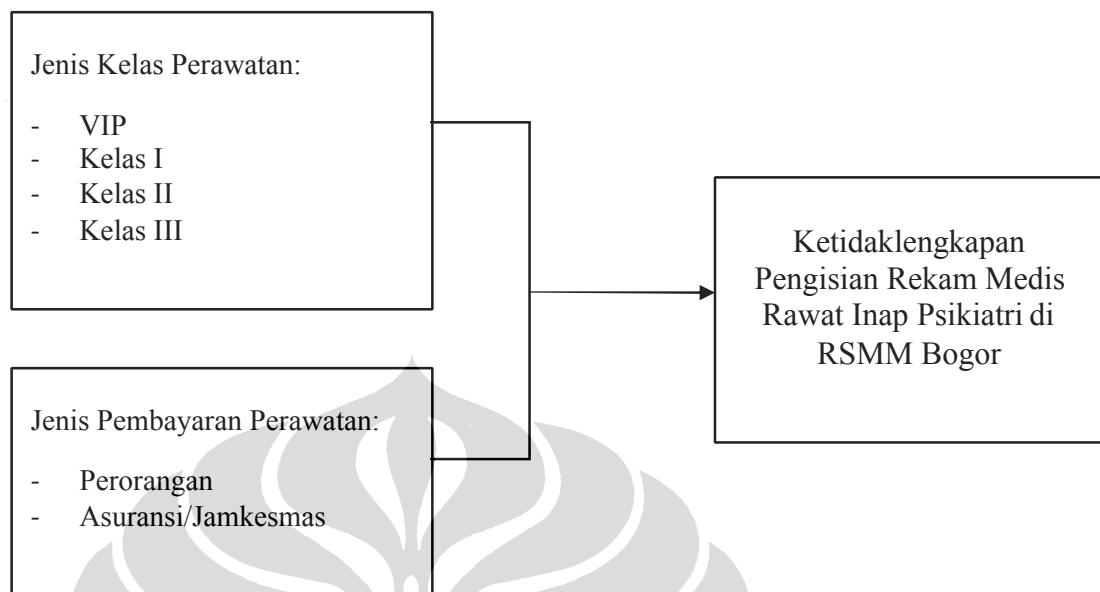 Jenis Kelas Perawatan:
- VIP
- Kelas I
- Kelas II
- Kelas III
Ketidaklengkapan
Pengisian Rekam Medis
Rawat Inap Psikiatri di
RSMM Bogor
Jenis Pembayaran Perawatan:
- Perorangan
- Asuransi/Jamkesmas